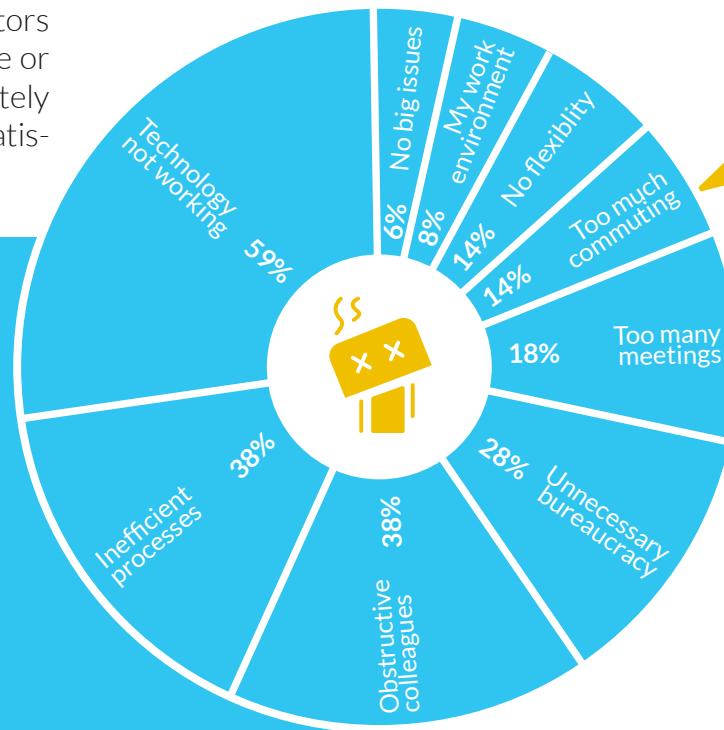 tors
e or
tely
atis-
No big issues
6%
My work
environment
8%
No flexiblity
14%
Too much
commuting
14%
Too many
meetings
18%
Unnecessary
bureaucracy
28%
Obstructive
colleagues
38%
Inefficient
processes
38%
Technology
not working
59%